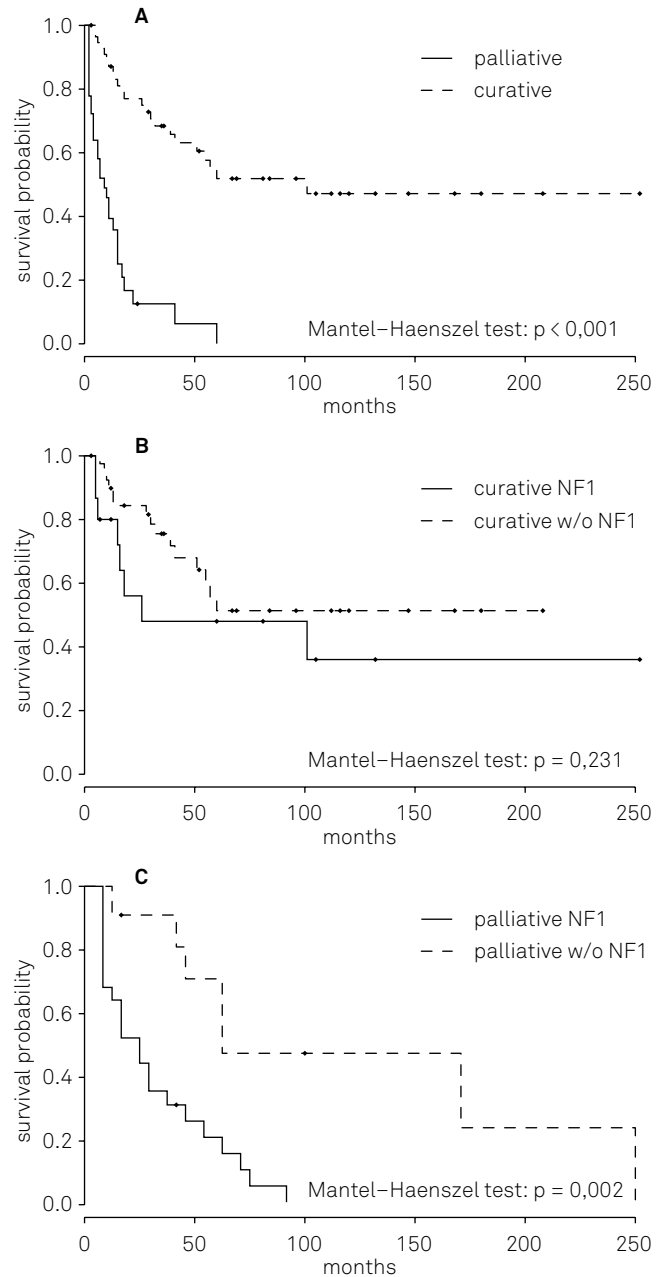 A
1.0
0.8
0.6
0.4
0.2
0.0
survival probability
palliative
curative
Mantel–Haenszel test: p < 0,001
0 50 100 150 200 250
months
B
1.0
0.8
0.6
0.4
0.2
0.0
survival probability
curative NF1
curative w/o NF1
Mantel–Haenszel test: p = 0,231
0 50 100 150 200 250
months
C
1.0
0.8
0.6
0.4
0.2
0.0
survival probability
palliative NF1
palliative w/o NF1
Mantel–Haenszel test: p = 0,002
0 50 100 150 200 250
months